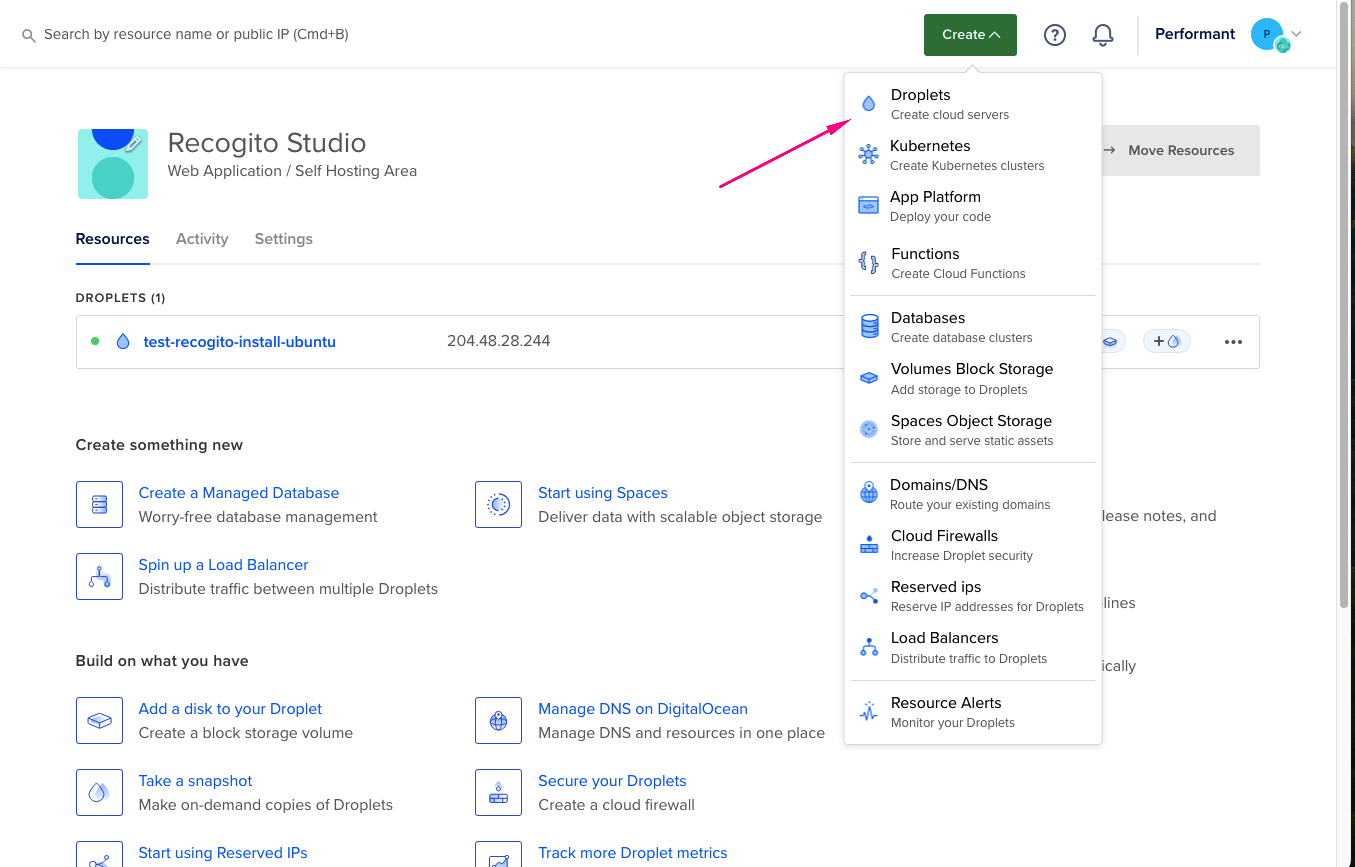 Search by resource name or public IP (Cmd+B)
Create
Performant
P
Recogito Studio
Web Application / Self Hosting Area
Move Resources
Resources
Activity
Settings
DROPLETS (1)
test-recogito-install-ubuntu
204.48.28.244
Droplets
Create cloud servers
Kubernetes
Create Kubernetes clusters
App Platform
Deploy your code
Functions
Create Cloud Functions
Databases
Create database clusters
Volumes Block Storage
Add storage to Droplets
Spaces Object Storage
Store and serve static assets
Domains/DNS
Route your existing domains
Cloud Firewalls
Increase Droplet security
Reserved ips
Reserve IP addresses for Droplets
Load Balancers
Distribute traffic to Droplets
Resource Alerts
Monitor your Droplets
Create something new
Create a Managed Database
Worry-free database management
Start using Spaces
Deliver data with scalable object storage
Spin up a Load Balancer
Distribute traffic between multiple Droplets
lease notes, and
lines
ically
Build on what you have
Add a disk to your Droplet
Create a block storage volume
Manage DNS on DigitalOcean
Manage DNS and resources in one place
Take a snapshot
Make on-demand copies of Droplets
Secure your Droplets
Create a cloud firewall
Start using Reserved IPs
Track more Droplet metrics